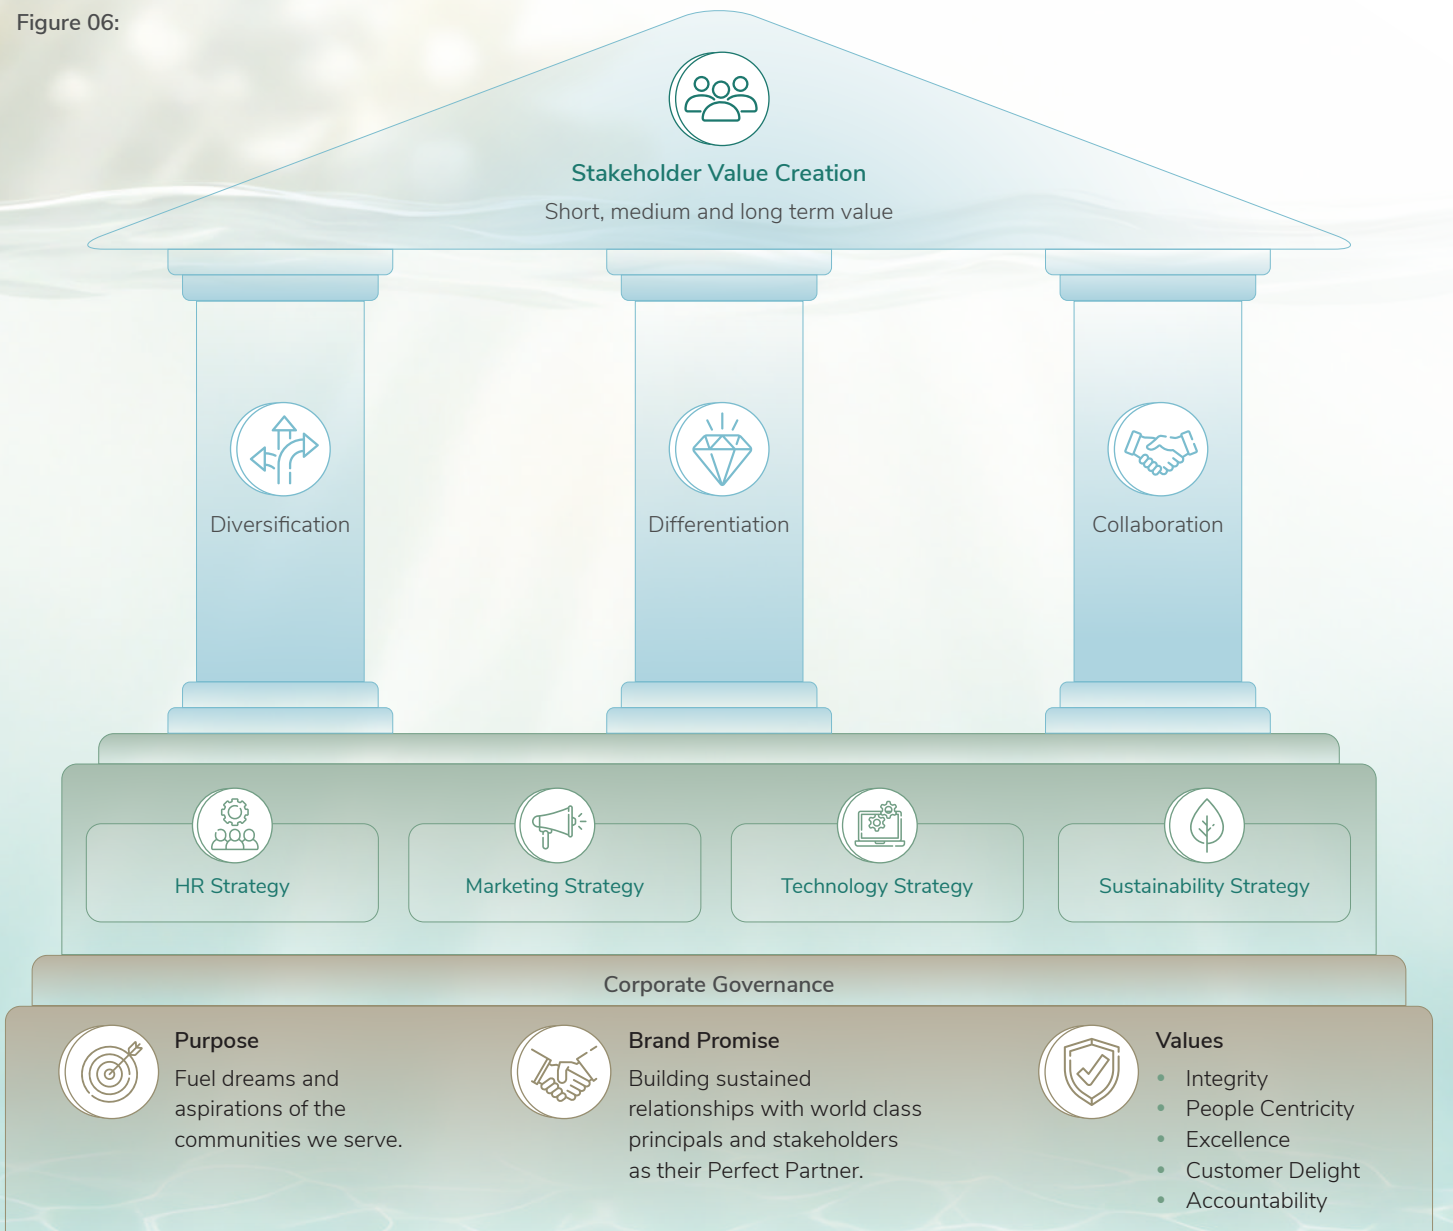 Figure 06:
Stakeholder Value Creation
Short, medium and long term value
Diversification
Differentiation
Collaboration
HR Strategy
Marketing Strategy
Technology Strategy
Sustainability Strategy
Corporate Governance
Purpose
Fuel dreams and
aspirations of the
communities we serve.
Brand Promise
Building sustained
relationships with world class
principals and stakeholders
as their Perfect Partner.
Values
• Integrity
• People Centricity
• Excellence
• Customer Delight
• Accountability